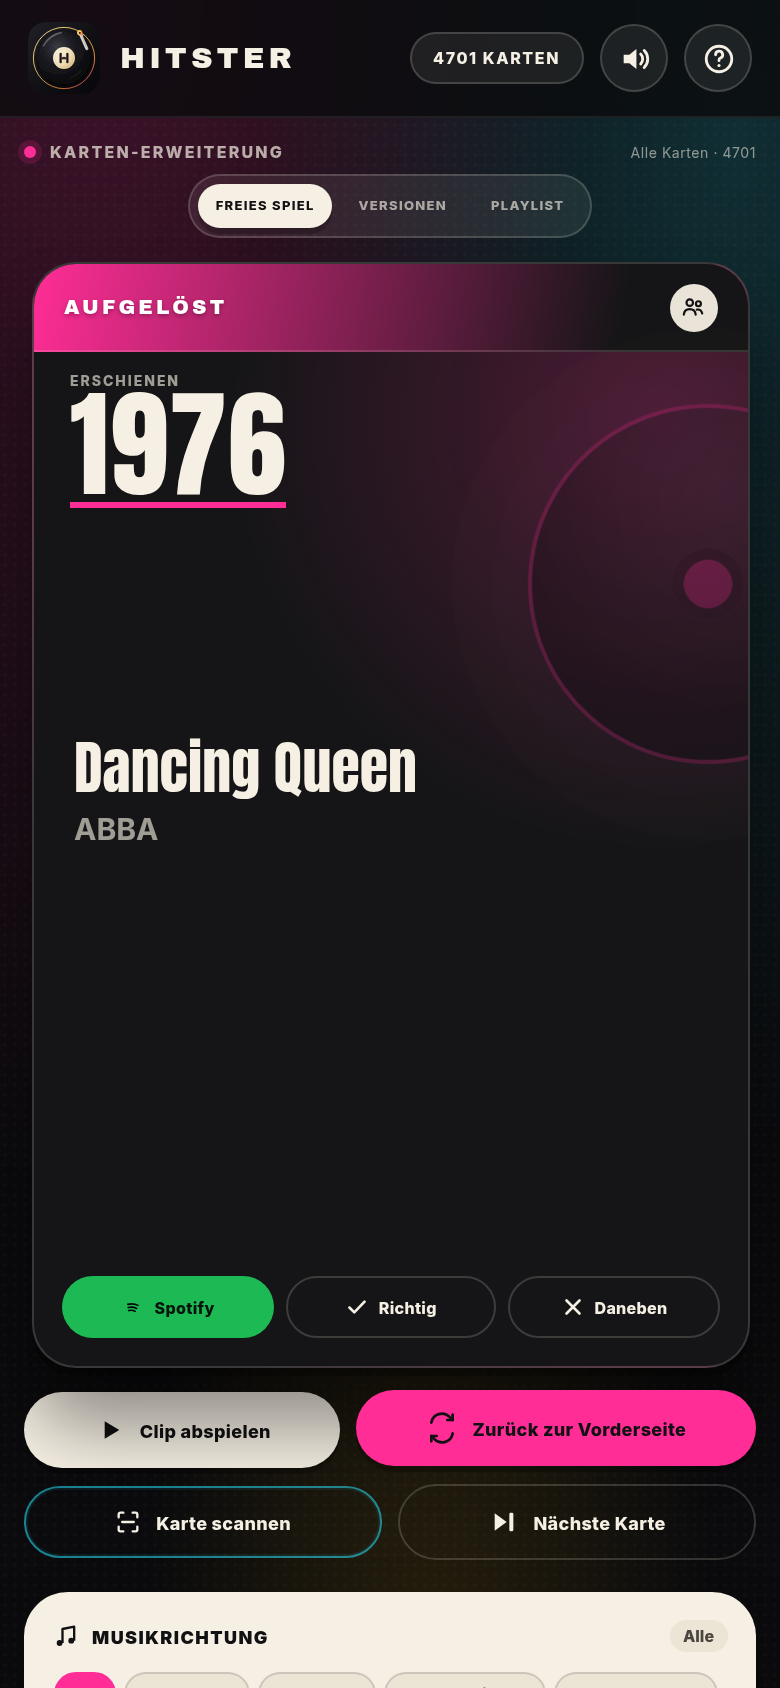 H
HITSTER
4701 KARTEN
KARTEN-ERWEITERUNG
Alle Karten · 4701
FREIES SPIEL
VERSIONEN
PLAYLIST
AUFGELÖST
ERSCHIENEN
1976
Dancing Queen
ABBA
Spotify
Richtig
Daneben
Clip abspielen
Zurück zur Vorderseite
Karte scannen
Nächste Karte
MUSIKRICHTUNG
Alle